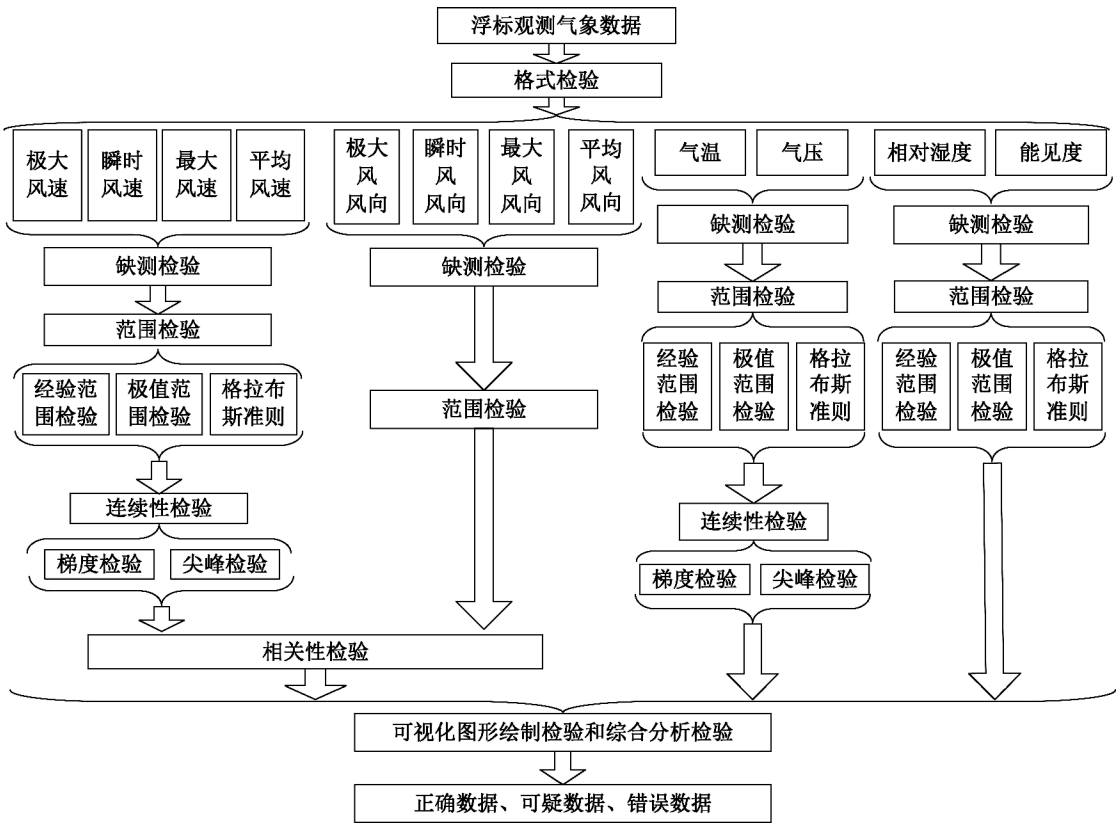 浮标观测气象数据
格式检验
极大
风速
瞬时
风速
最大
风速
平均
风速
极大
风
风向
瞬时
风
风向
最大
风
风向
平均
风
风向
气温
气压
相对湿度
能见度
缺测检验
缺测检验
缺测检验
缺测检验
范围检验
范围检验
范围检验
范围检验
经验范
围检验
极值范
围检验
格拉布
斯准则
经验
范围
检验
极值
范围
检验
格拉
布斯
准则
经验
范围
检验
极值
范围
检验
格拉
布斯
准则
连续性检验
连续性检验
梯度检验
尖峰检验
梯度检验
尖峰检验
相关性检验
可视化图形绘制检验和综合分析检验
正确数据、可疑数据、错误数据